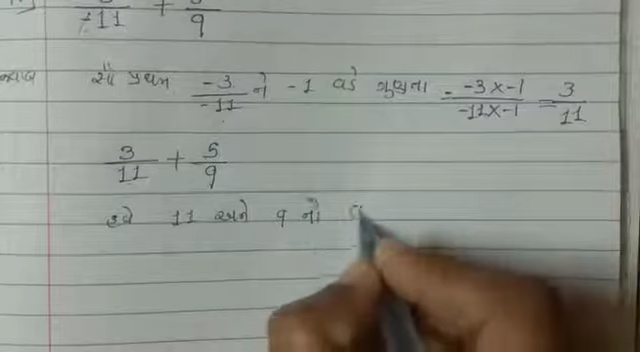 -11 + 9
જવાબ સૌ પ્રથમ -3/-11 ને -1 વડે ગુણતા = -3×-1/-11×-1 = 3/11
3/11 + 5/9
હવે 11 અને 9 નો